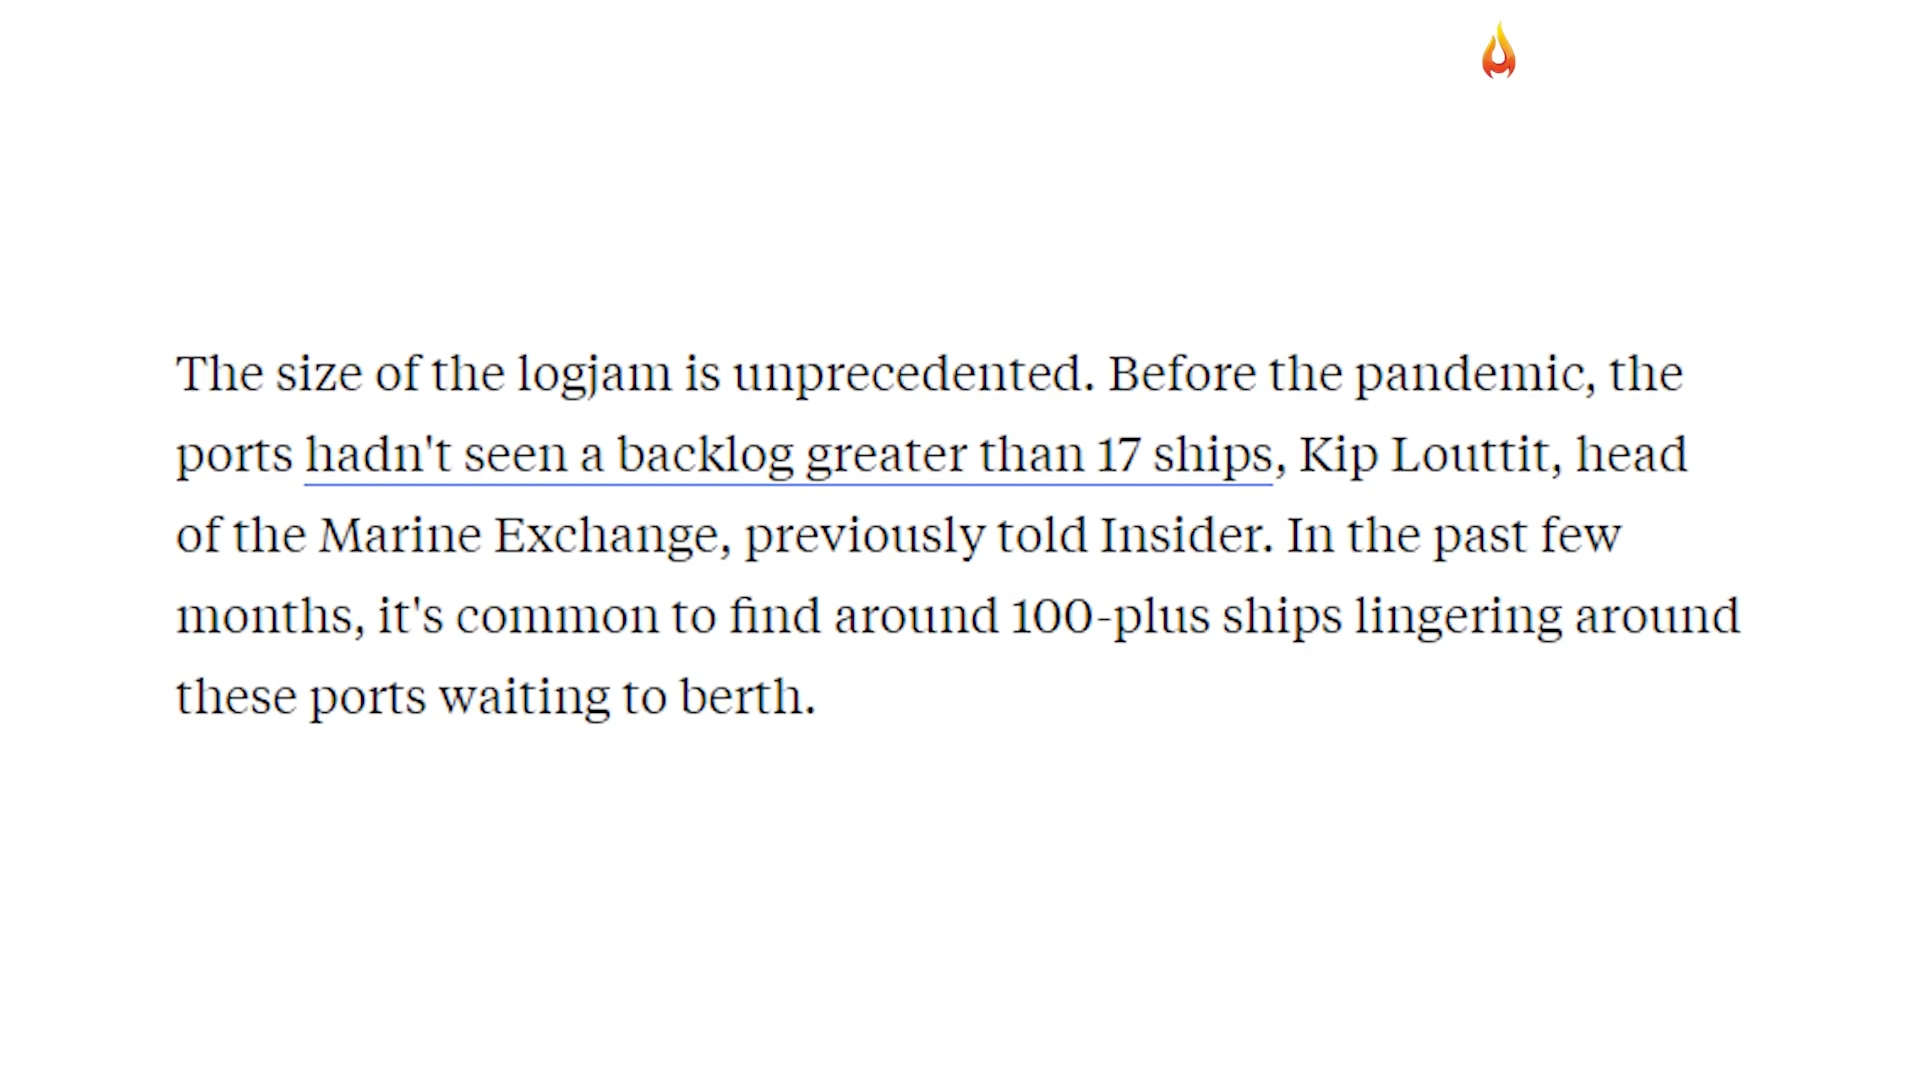 The size of the logjam is unprecedented. Before the pandemic, the
ports hadn't seen a backlog greater than 17 ships, Kip Louttit, head
of the Marine Exchange, previously told Insider. In the past few
months, it's common to find around 100-plus ships lingering around
these ports waiting to berth.